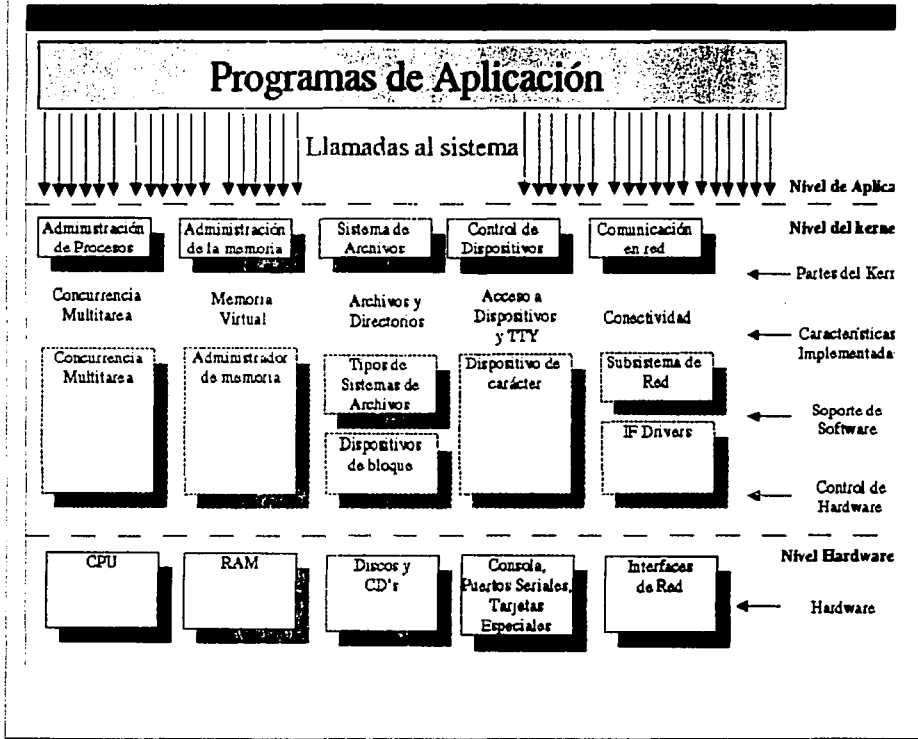 Programas de Aplicación
Llamadas al sistema
Nivel de Aplica
Administración
de Procesos
Administración
de la memoria
Sistema de
Archivos
Control de
Dispositivos
Comunicación
en red
Nivel del kerne
Partes del Kerr
Concurrencia
Multitarea
Memoria
Virtual
Archivos y
Directorios
Acceso a
Dispositivos
y TTY
Conectividad
Características
Implementada
Concurrencia
Multitarea
Administrador
de memoria
Tipos de
Sistemas de
Archivos
Dispositivo de
carácter
Subsistema de
Red
Soporte de
Software
Dispositivos
de bloque
IF Drivers
Control de
Hardware
Nivel Hardware
CPU
RAM
Discos y
CD's
Consola,
Puertos Seriales,
Tarjetas
Especiales
Interfaces
de Red
Hardware